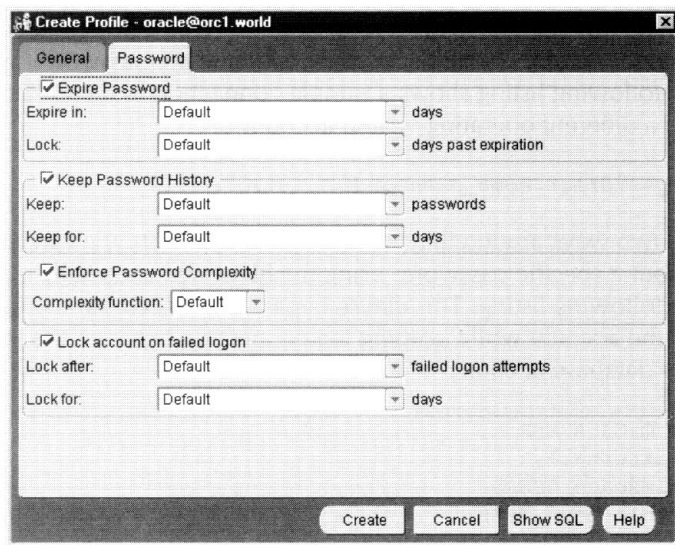 Create Profile - oracle@orc1.world
General Password
Expire Password
Expire in: Default days
Lock: Default days past expiration
Keep Password History
Keep: Default passwords
Keep for: Default days
Enforce Password Complexity
Complexity function: Default
Lock account on failed logon
Lock after: Default failed logon attempts
Lock for: Default days
Create Cancel Show SQL Help